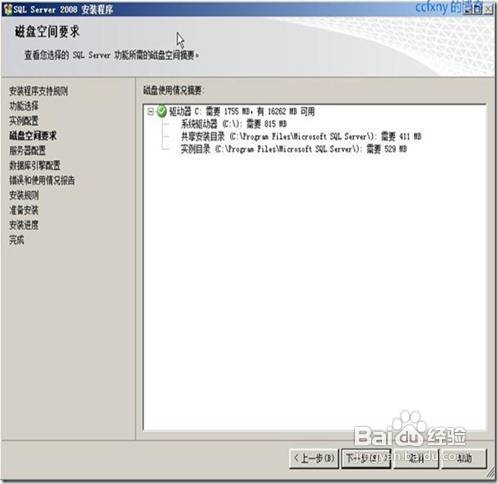 SQL Server 2008 安装程序
ccfxny 的博客
磁盘空间要求
查看您选择的 SQL Server 功能所需的磁盘空间摘要。
安装程序支持规则
功能选择
实例配置
磁盘空间要求
服务器配置
数据库引擎配置
错误和使用情况报告
安装规则
准备安装
安装进度
完成
磁盘使用情况摘要:
驱动器 C: 需要 1755 MB，有 16262 MB 可用
系统驱动器 (C:\): 需要 815 MB
共享安装目录 (C:\Program Files\Microsoft SQL Server\): 需要 411 MB
实例目录 (C:\Program Files\Microsoft SQL Server\): 需要 529 MB
Baidu 经验
jingyan.baidu.com
< 上一步(B)
下一步(N) >
取消
帮助